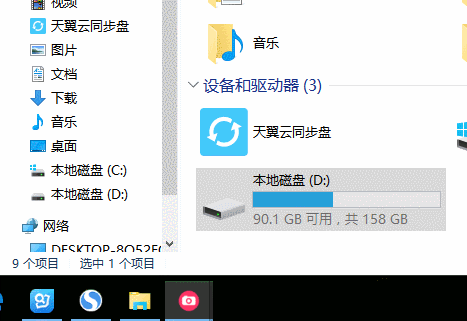 视频
天翼云同步盘
图片
文档
下载
音乐
桌面
本地磁盘 (C:)
本地磁盘 (D:)
网络
音乐
设备和驱动器 (3)
天翼云同步盘
本地磁盘 (D:)
90.1 GB 可用，共 158 GB
9 个项目 选中 1 个项目